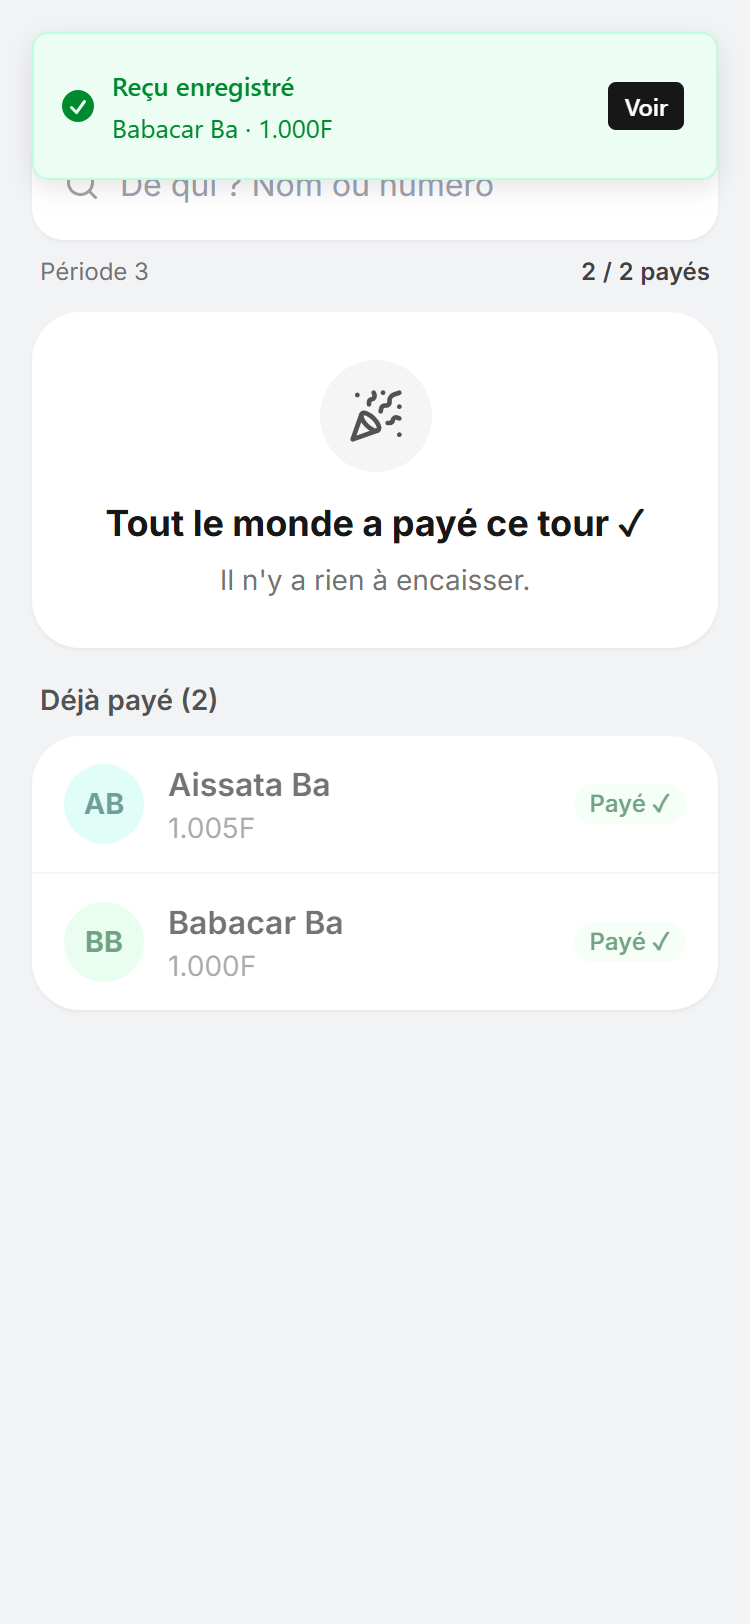 Reçu enregistré
Babacar Ba · 1.000F
Voir
De qui ? Nom ou numéro
Période 3
2 / 2 payés
Tout le monde a payé ce tour ✓
Il n'y a rien à encaisser.
Déjà payé (2)
AB
Aissata Ba
1.005F
Payé ✓
BB
Babacar Ba
1.000F
Payé ✓